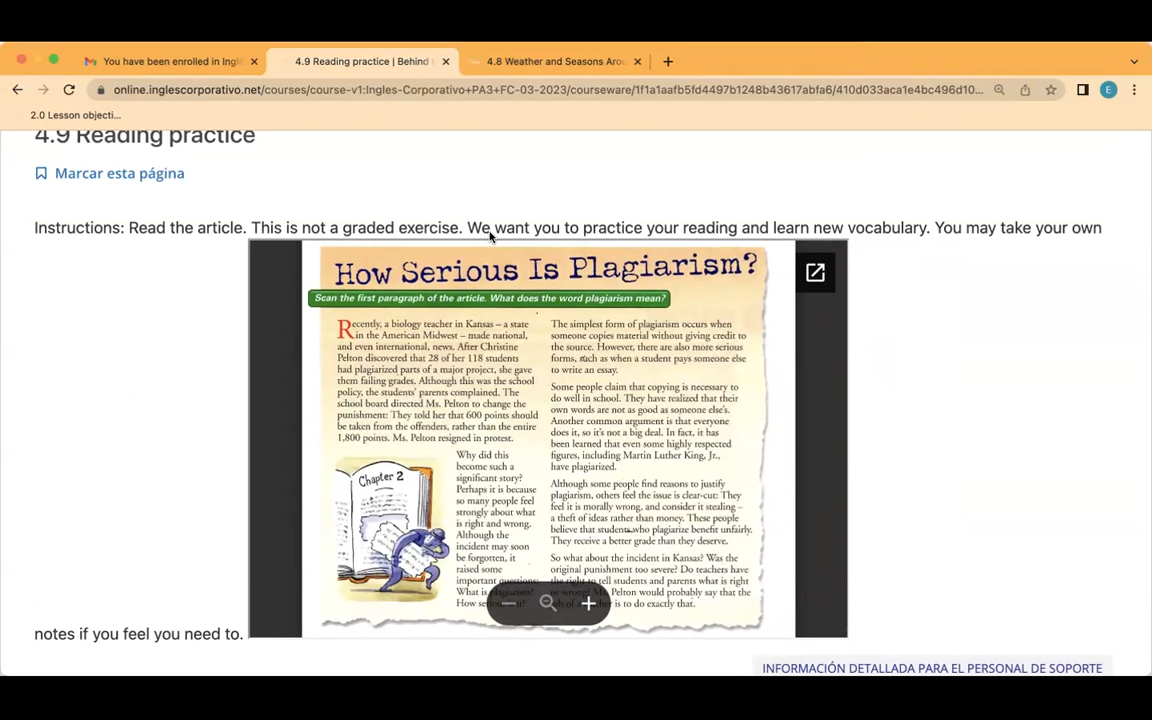 You have been enrolled in Ingl
4.9 Reading practice | Behind
4.8 Weather and Seasons Aro
online.inglescorporativo.net/courses/course-v1:Ingles-Corporativo+PA3+FC-03-2023/courseware/1f1a1aafb5fd4497b1248b43617abfa6/410d033aca1e4bc496d10...
E
2.0 Lesson objecti...
4.9 Reading practice
Marcar esta página
Instructions: Read the article. This is not a graded exercise. We want you to practice your reading and learn new vocabulary. You may take your own
How Serious Is Plagiarism?
Scan the first paragraph of the article. What does the word plagiarism mean?
Recently, a biology teacher in Kansas – a state
in the American Midwest – made national,
and even international, news. After Christine
Pelton discovered that 28 of her 118 students
had plagiarized parts of a major project, she gave
them failing grades. Although this was the school
policy, the students' parents complained. The
school board directed Ms. Pelton to change the
punishment: They told her that 600 points should
be taken from the offenders, rather than the entire
1,800 points. Ms. Pelton resigned in protest.
Chapter 2
Why did this
become such a
significant story?
Perhaps it is because
so many people feel
strongly about what
is right and wrong.
Although the
incident may soon
be forgotten, it
raised some
important questions:
What is plagiarism?
How serious is it?
The simplest form of plagiarism occurs when
someone copies material without giving credit to
the source. However, there are also more serious
forms, such as when a student pays someone else
to write an essay.
Some people claim that copying is necessary to
do well in school. They have realized that their
own words are not as good as someone else's.
Another common argument is that everyone
does it, so it's not a big deal. In fact, it has
been learned that even some highly respected
figures, including Martin Luther King, Jr.,
have plagiarized.
Although some people find reasons to justify
plagiarism, others feel the issue is clear-cut: They
feel it is morally wrong, and consider it stealing –
a theft of ideas rather than money. These people
believe that students who plagiarize benefit unfairly.
They receive a better grade than they deserve.
So what about the incident in Kansas? Was the
original punishment too severe? Do teachers have
the right to tell students and parents what is right
or wrong? Ms. Pelton would probably say that the
is to do exactly that.
notes if you feel you need to.
INFORMACIÓN DETALLADA PARA EL PERSONAL DE SOPORTE